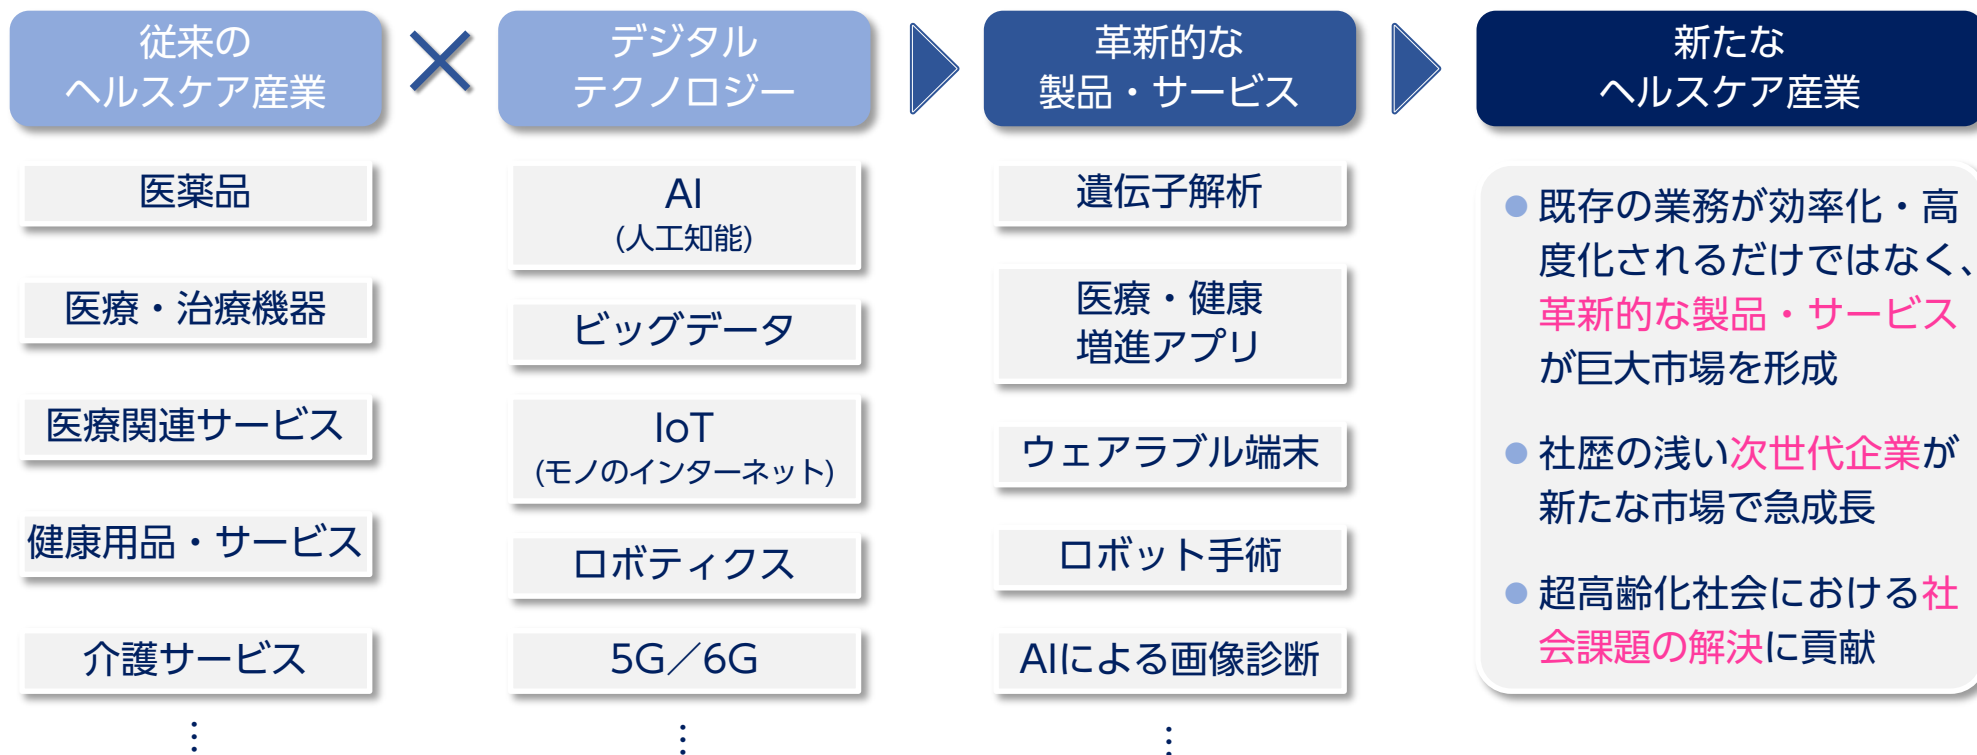 従来の
ヘルスケア産業
×
デジタル
テクノロジー
革新的な
製品・サービス
新たな
ヘルスケア産業
医薬品
医療・治療機器
医療関連サービス
健康用品・サービス
介護サービス
⋮
AI
(人工知能)
ビッグデータ
IoT
(モノのインターネット)
ロボティクス
5G／6G
⋮
遺伝子解析
医療・健康
増進アプリ
ウェアラブル端末
ロボット手術
AIによる画像診断
⋮
●既存の業務が効率化・高
度化されるだけではなく、
革新的な製品・サービス
が巨大市場を形成
●社歴の浅い次世代企業が
新たな市場で急成長
●超高齢化社会における社
会課題の解決に貢献